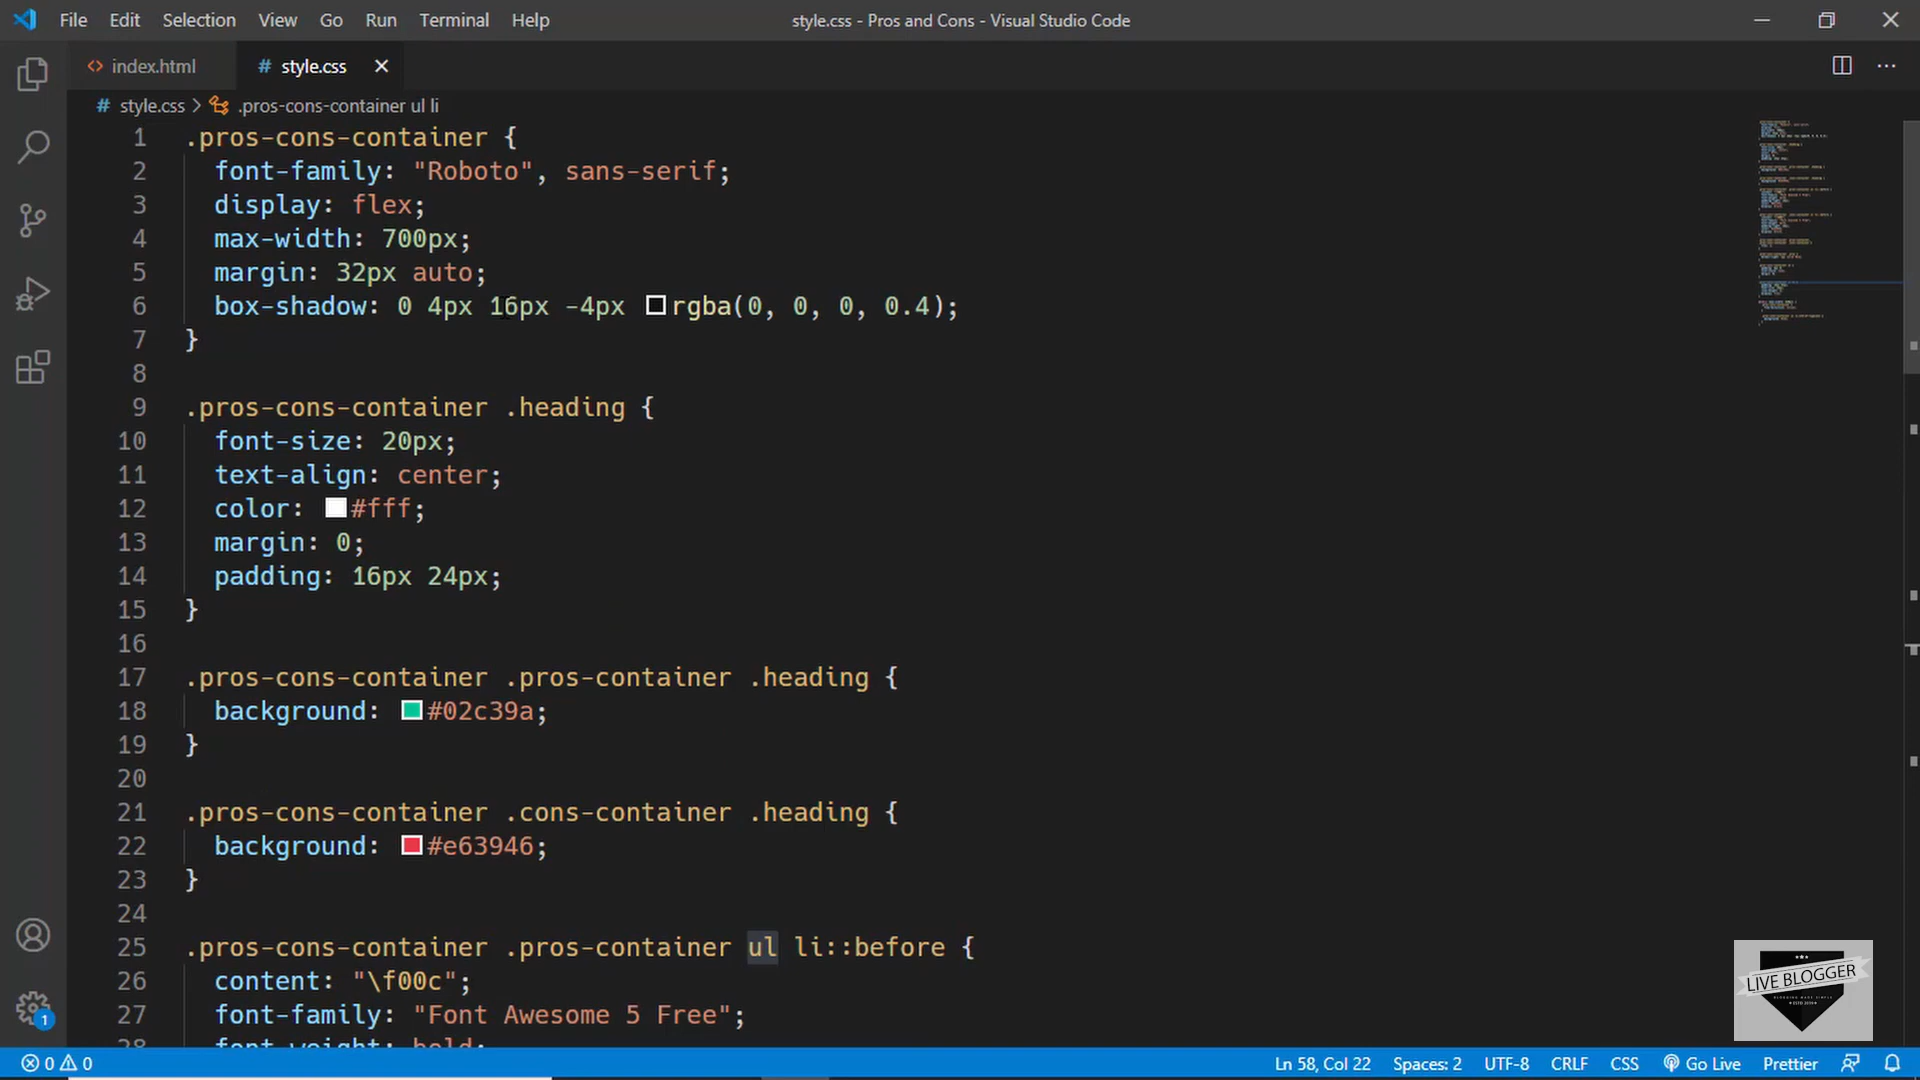 File Edit Selection View Go Run Terminal Help
style.css - Pros and Cons - Visual Studio Code
index.html
# style.css
# style.css > .pros-cons-container ul li
1 .pros-cons-container {
2 font-family: "Roboto", sans-serif;
3 display: flex;
4 max-width: 700px;
5 margin: 32px auto;
6 box-shadow: 0 4px 16px -4px rgba(0, 0, 0, 0.4);
7 }
8
9 .pros-cons-container .heading {
10 font-size: 20px;
11 text-align: center;
12 color: #fff;
13 margin: 0;
14 padding: 16px 24px;
15 }
16
17 .pros-cons-container .pros-container .heading {
18 background: #02c39a;
19 }
20
21 .pros-cons-container .cons-container .heading {
22 background: #e63946;
23 }
24
25 .pros-cons-container .pros-container ul li::before {
26 content: "\f00c";
27 font-family: "Font Awesome 5 Free";
28 font-weight: bold;
LIVE BLOGGER
1
0 0
Ln 58, Col 22 Spaces: 2 UTF-8 CRLF CSS Go Live Prettier